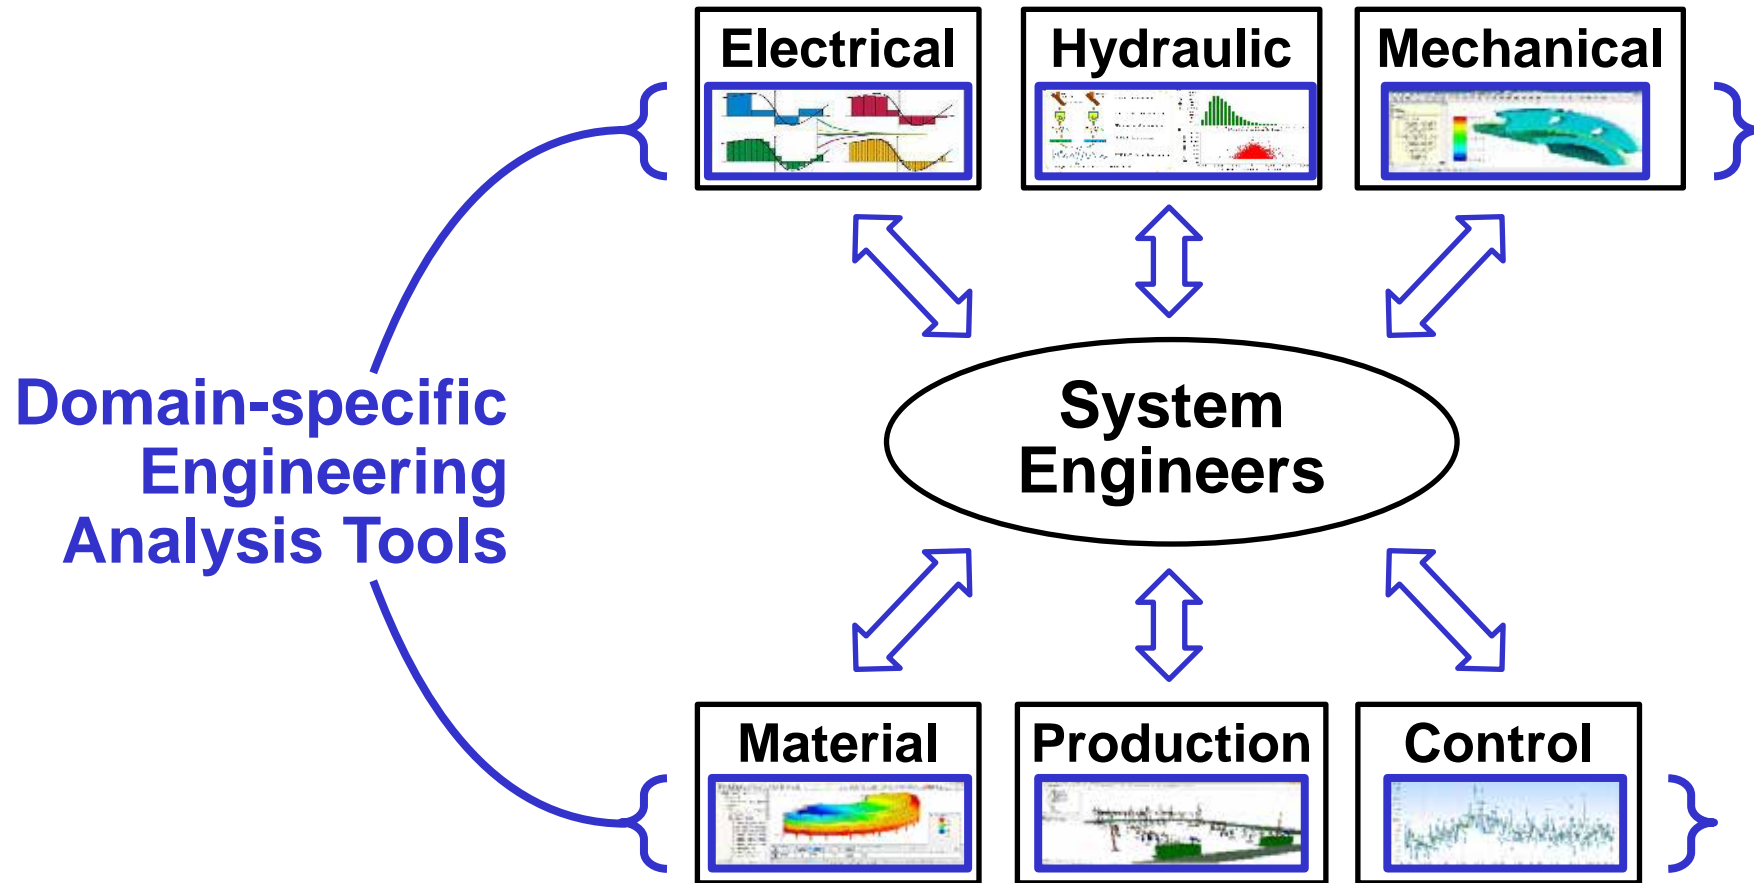 Electrical
Hydraulic
Mechanical
Domain-specific
Engineering
Analysis Tools
System
Engineers
Material
Production
Control